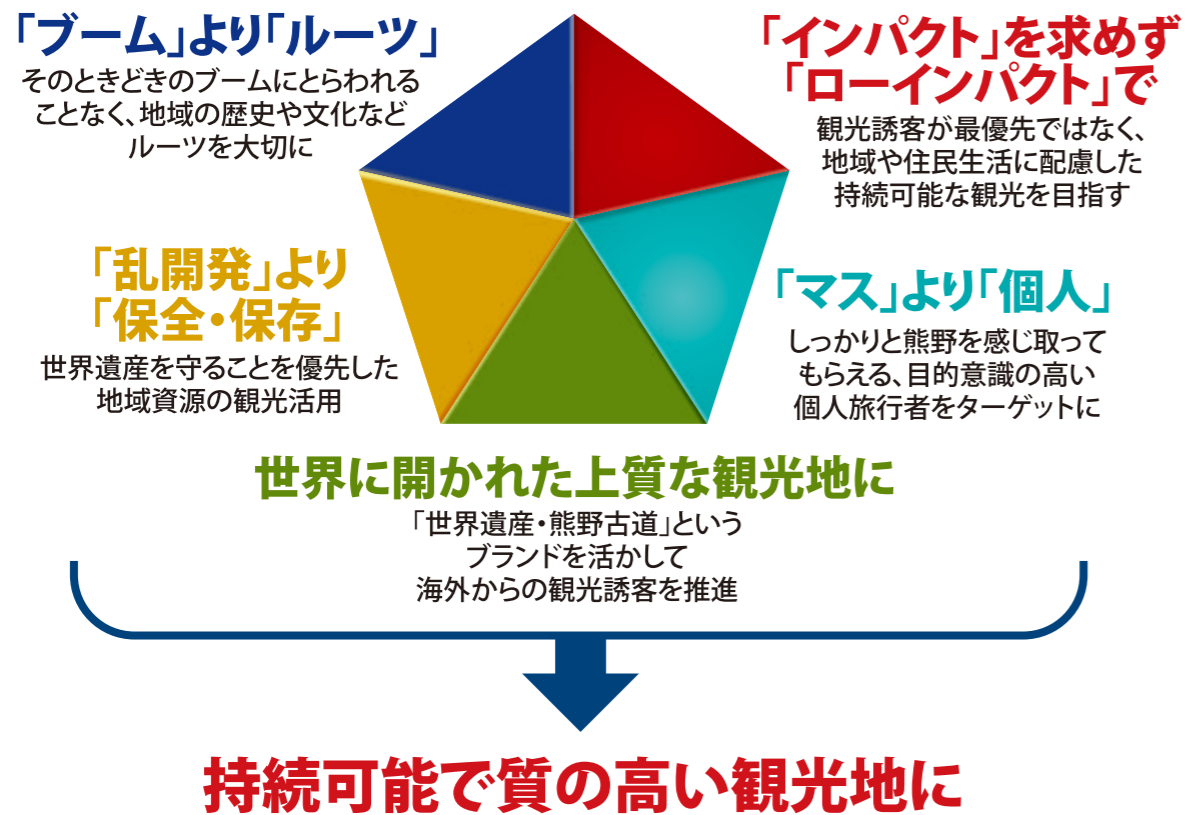 「ブーム」より「ルーツ」
そのときどきのブームにとらわれる
ことなく、地域の歴史や文化など
ルーツを大切に
「インパクト」を求めず
「ローインパクト」で
観光誘客が最優先ではなく、
地域や住民生活に配慮した
持続可能な観光を目指す
「乱開発」より
「保全・保存」
世界遺産を守ることを優先した
地域資源の観光活用
「マス」より「個人」
しっかりと熊野を感じ取って
もらえる、目的意識の高い
個人旅行者をターゲットに
世界に開かれた上質な観光地に
「世界遺産・熊野古道」という
ブランドを活かして
海外からの観光誘客を推進
持続可能で質の高い観光地に